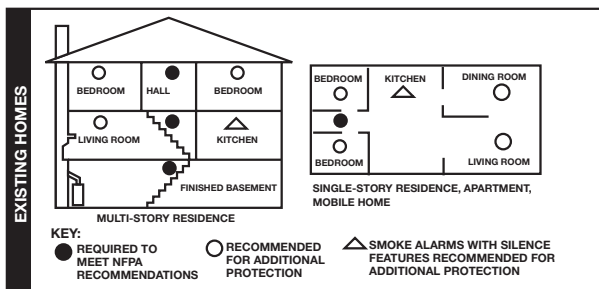 EXISTING HOMES
BEDROOM HALL BEDROOM
LIVING ROOM KITCHEN
FINISHED BASEMENT
MULTI-STORY RESIDENCE
BEDROOM KITCHEN DINING ROOM
BEDROOM LIVING ROOM
SINGLE-STORY RESIDENCE, APARTMENT,
MOBILE HOME
KEY:
REQUIRED TO
MEET NFPA
RECOMMENDATIONS
RECOMMENDED
FOR ADDITIONAL
PROTECTION
SMOKE ALARMS WITH SILENCE
FEATURES RECOMMENDED FOR
ADDITIONAL PROTECTION